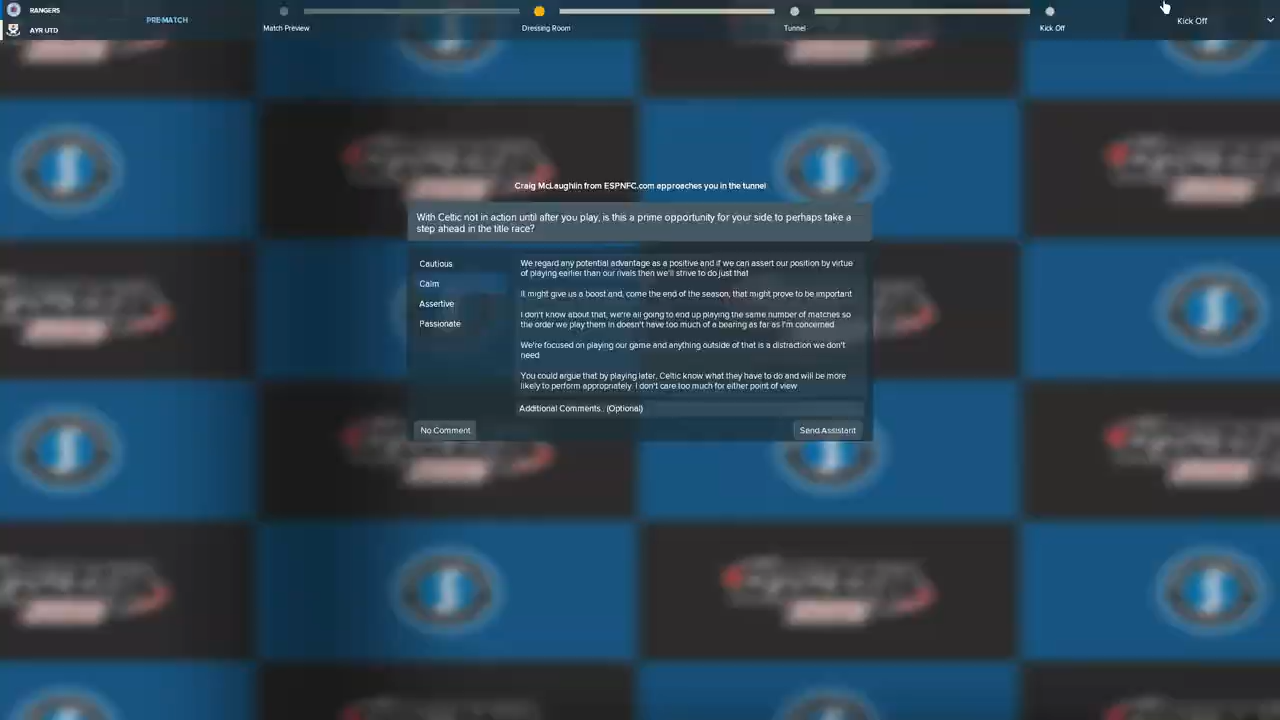 RANGERS
AYR UTD
PRE-MATCH
Match Preview
Dressing Room
Tunnel
Kick Off
Kick Off
Craig McLaughlin from ESPNFC.com approaches you in the tunnel
With Celtic not in action until after you play, is this a prime opportunity for your side to perhaps take a
step ahead in the title race?
Cautious
Calm
Assertive
Passionate
We regard any potential advantage as a positive and if we can assert our position by virtue
of playing earlier than our rivals then we'll strive to do just that
It might give us a boost and, come the end of the season, that might prove to be important
I don't know about that, we're all going to end up playing the same number of matches so
the order we play them in doesn't have too much of a bearing as far as I'm concerned
We're focused on playing our game and anything outside of that is a distraction we don't
need
You could argue that by playing later, Celtic know what they have to do and will be more
likely to perform appropriately. I don't care too much for either point of view
Additional Comments.. (Optional)
No Comment
Send Assistant